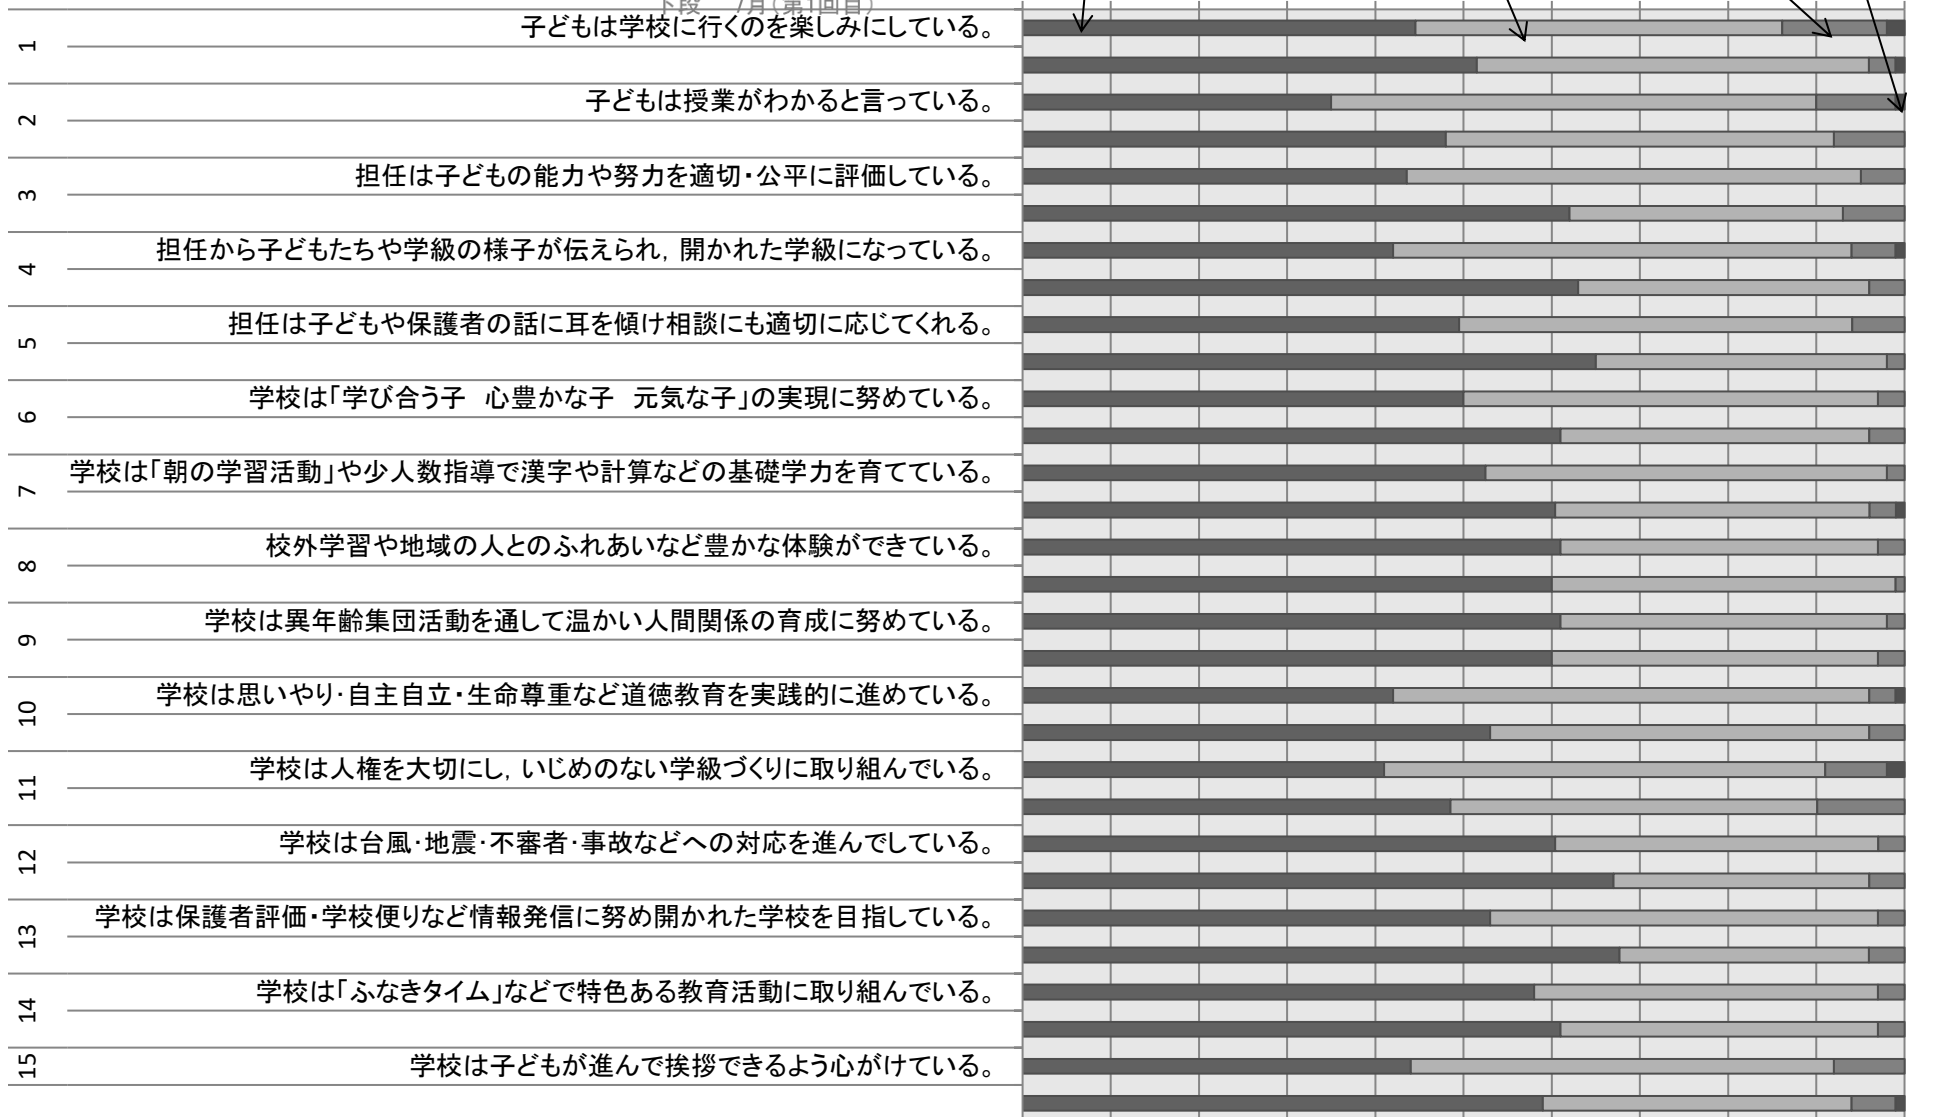 下段　7月(第1回目)
1 子どもは学校に行くのを楽しみにしている。
2 子どもは授業がわかると言っている。
3 担任は子どもの能力や努力を適切・公平に評価している。
4 担任から子どもたちや学級の様子が伝えられ，開かれた学級になっている。
5 担任は子どもや保護者の話に耳を傾け相談にも適切に応じてくれる。
6 学校は「学び合う子　心豊かな子　元気な子」の実現に努めている。
7 学校は「朝の学習活動」や少人数指導で漢字や計算などの基礎学力を育てている。
8 校外学習や地域の人とのふれあいなど豊かな体験ができている。
9 学校は異年齢集団活動を通して温かい人間関係の育成に努めている。
10 学校は思いやり･自主自立・生命尊重など道徳教育を実践的に進めている。
11 学校は人権を大切にし，いじめのない学級づくりに取り組んでいる。
12 学校は台風･地震･不審者･事故などへの対応を進んでしている。
13 学校は保護者評価・学校便りなど情報発信に努め開かれた学校を目指している。
14 学校は「ふなきタイム」などで特色ある教育活動に取り組んでいる。
15 学校は子どもが進んで挨拶できるよう心がけている。